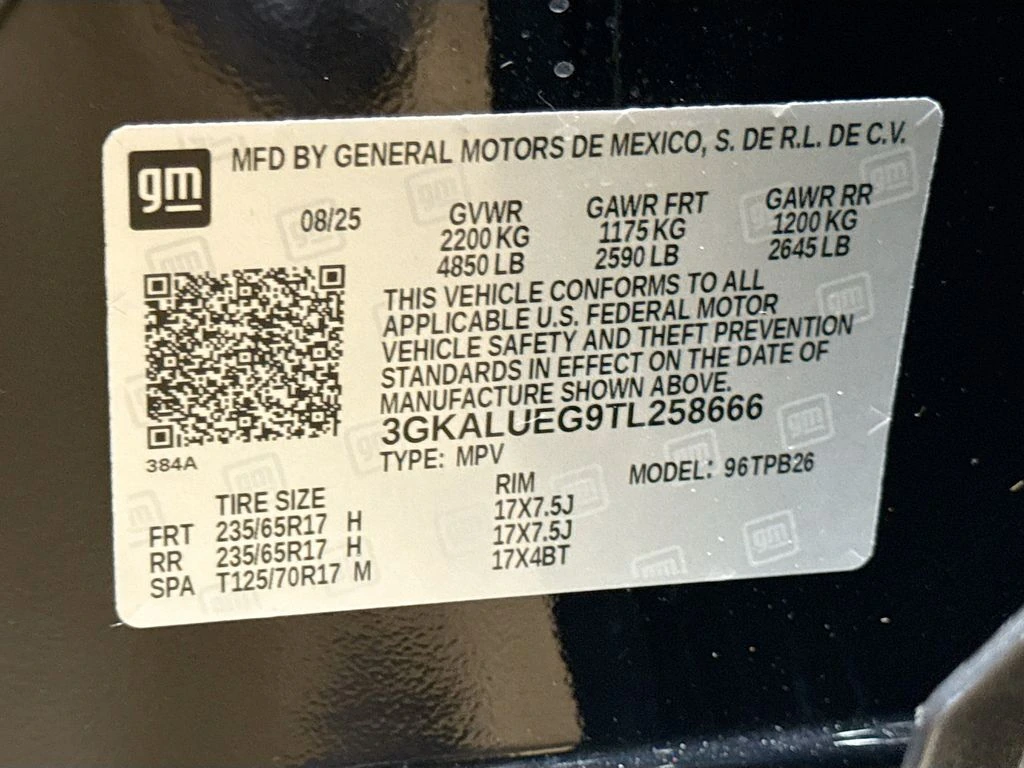 gm
MFD BY GENERAL MOTORS DE MEXICO, S. DE R.L. DE C.V.
08/25 GVWR GAWR FRT GAWR RR
2200 KG 1175 KG 1200 KG
4850 LB 2590 LB 2645 LB
THIS VEHICLE CONFORMS TO ALL
APPLICABLE U.S. FEDERAL MOTOR
VEHICLE SAFETY AND THEFT PREVENTION
STANDARDS IN EFFECT ON THE DATE OF
MANUFACTURE SHOWN ABOVE.
3GKALUEG9TL258666
384A
TYPE: MPV MODEL: 96TPB26
TIRE SIZE RIM
FRT 235/65R17 H 17X7.5J
RR 235/65R17 H 17X7.5J
SPA T125/70R17 M 17X4BT